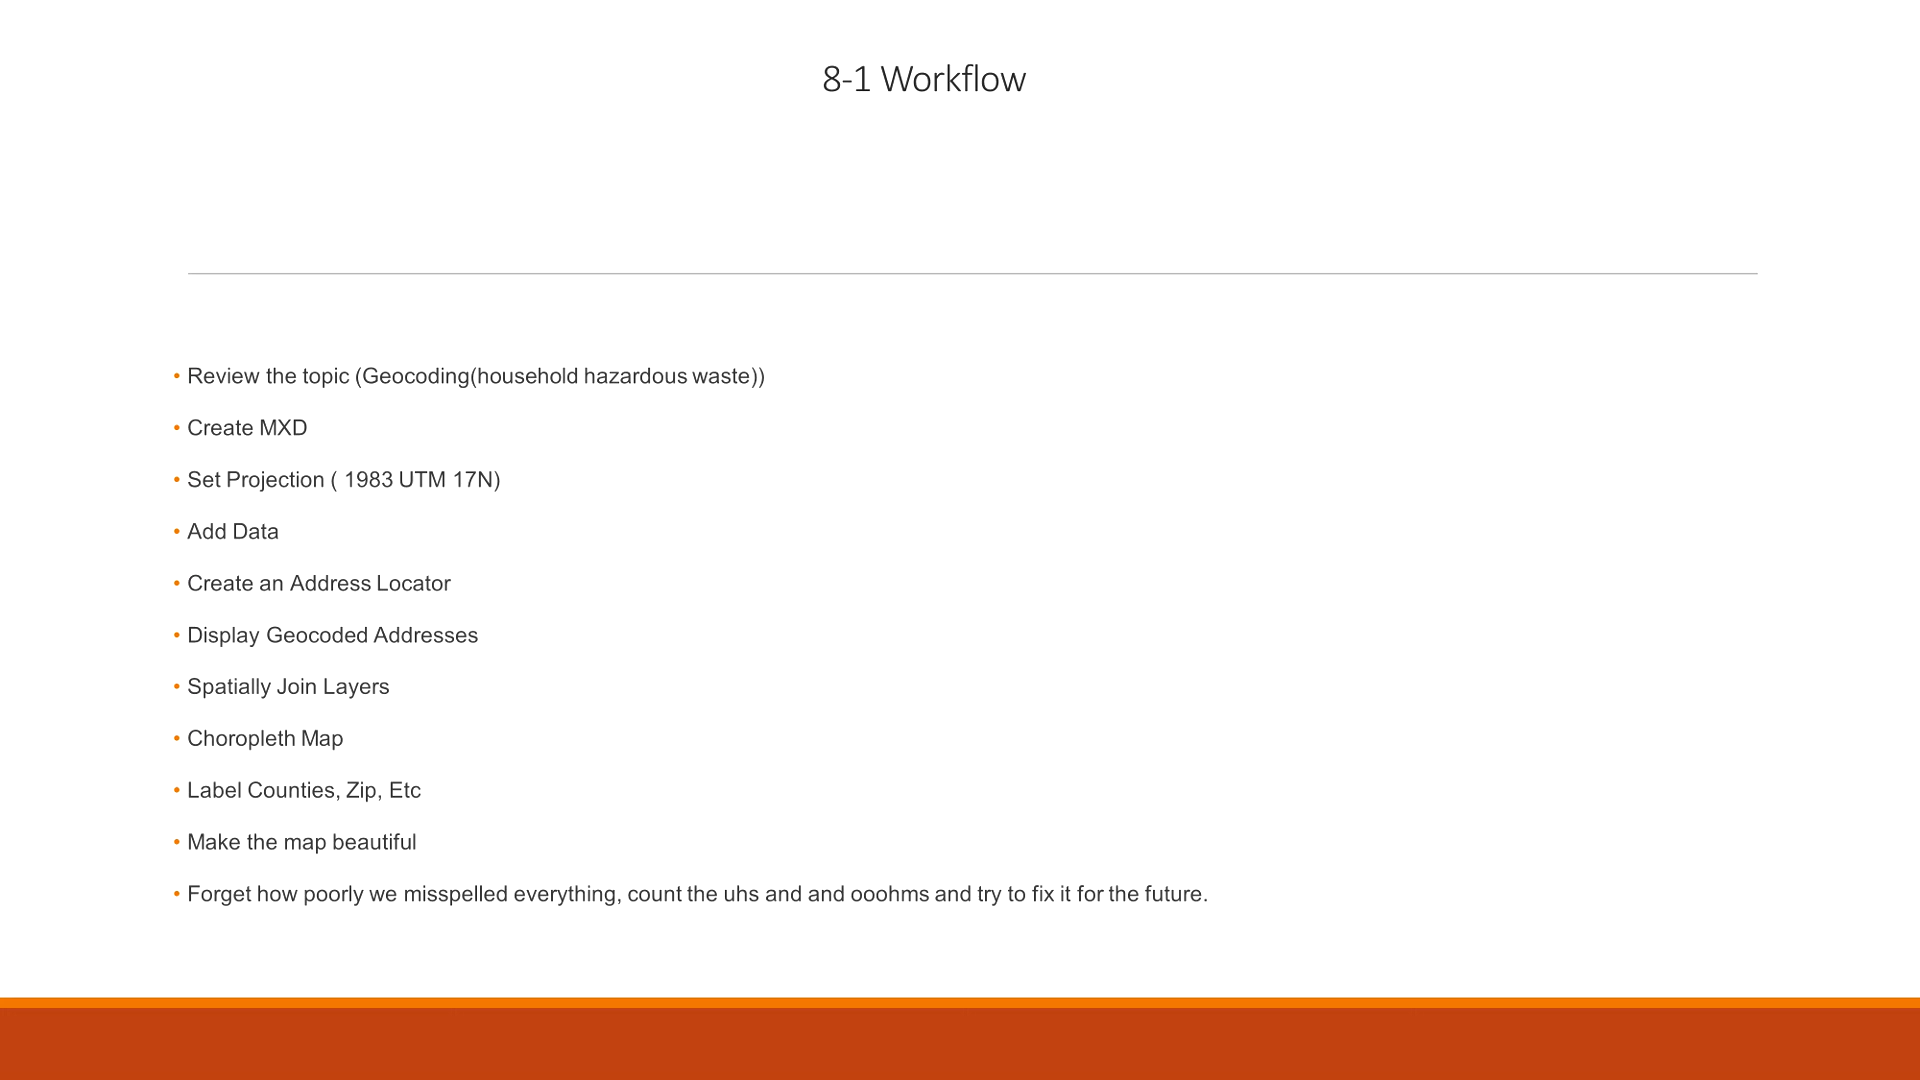 8-1 Workflow
• Review the topic (Geocoding(household hazardous waste))
• Create MXD
• Set Projection ( 1983 UTM 17N)
• Add Data
• Create an Address Locator
• Display Geocoded Addresses
• Spatially Join Layers
• Choropleth Map
• Label Counties, Zip, Etc
• Make the map beautiful
• Forget how poorly we misspelled everything, count the uhs and and ooohms and try to fix it for the future.